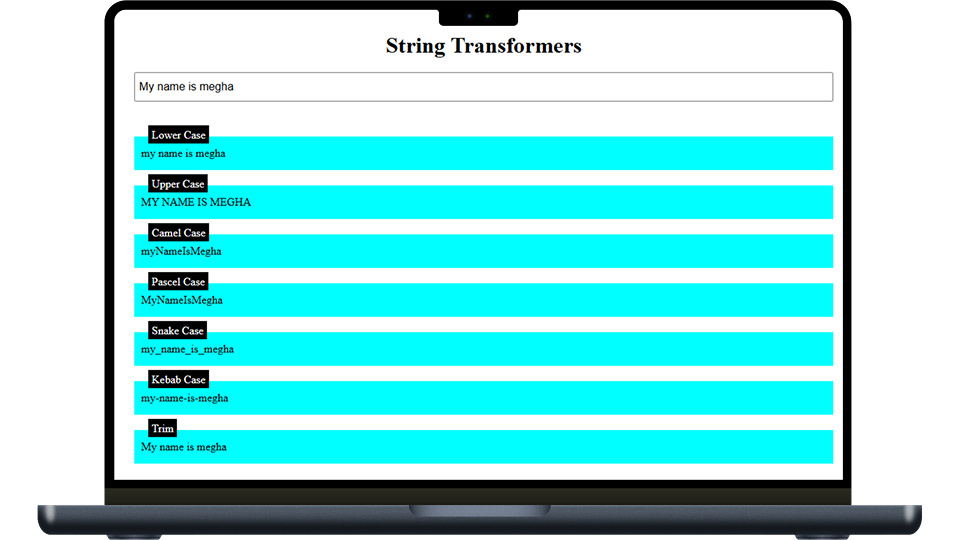 String Transformers
My name is megha
Lower Case
my name is megha
Upper Case
MY NAME IS MEGHA
Camel Case
myNameIsMegha
Pascel Case
MyNameIsMegha
Snake Case
my_name_is_megha
Kebab Case
my-name-is-megha
Trim
My name is megha